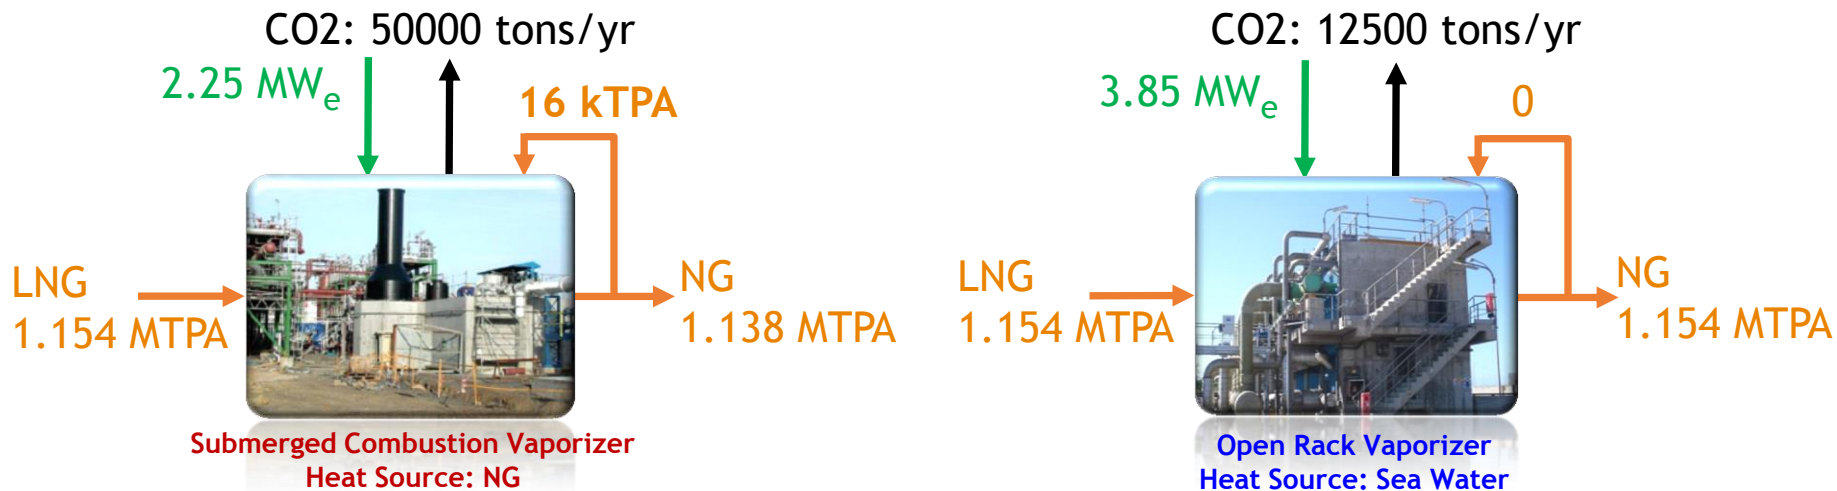 CO2: 50000 tons/yr
2.25 MWe
16 kTPA
LNG
1.154 MTPA
NG
1.138 MTPA
Submerged Combustion Vaporizer
Heat Source: NG
CO2: 12500 tons/yr
3.85 MWe
0
LNG
1.154 MTPA
NG
1.154 MTPA
Open Rack Vaporizer
Heat Source: Sea Water